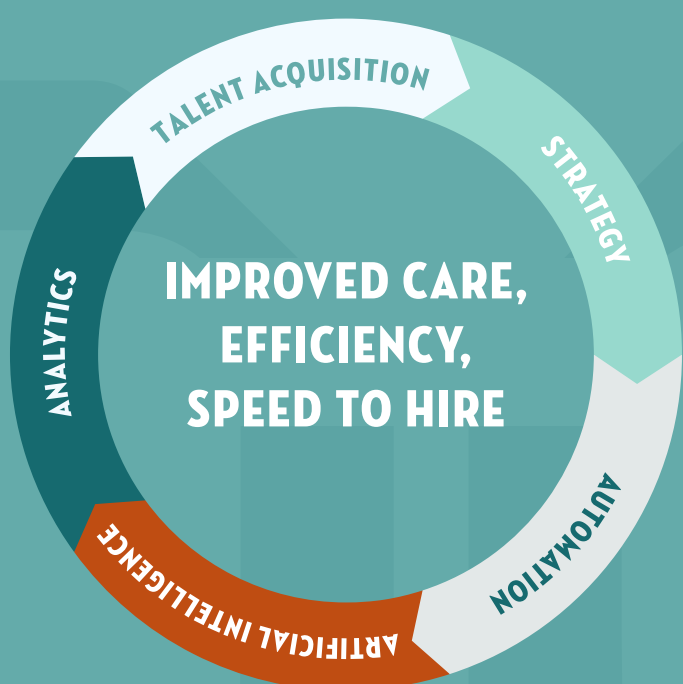 TALENT ACQUISITION
STRATEGY
AUTOMATION
ARTIFICIAL INTELLIGENCE
ANALYTICS
IMPROVED CARE,
EFFICIENCY,
SPEED TO HIRE